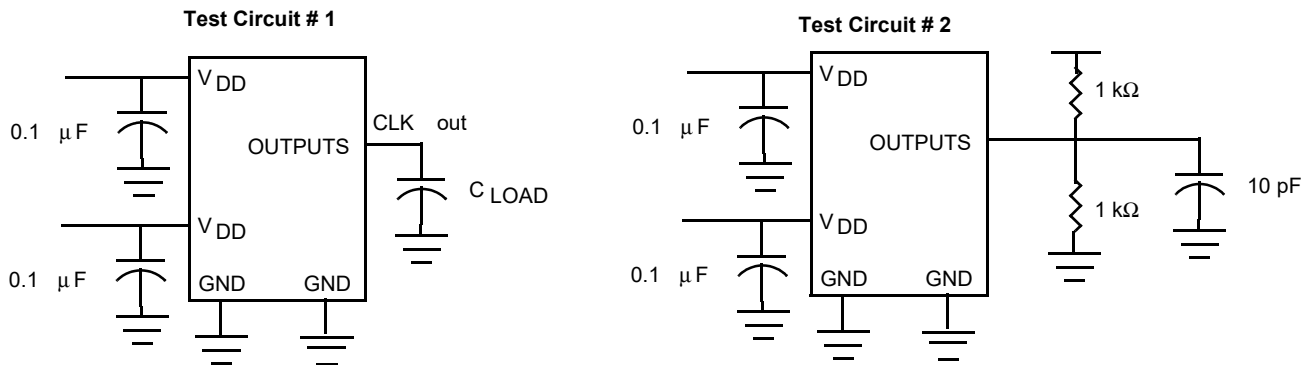 Test Circuit # 1
V DD
0.1 μ F
OUTPUTS
CLK out
C LOAD
V DD
0.1 μ F
GND
GND
Test Circuit # 2
V DD
0.1 μ F
OUTPUTS
1 kΩ
1 kΩ
10 pF
V DD
0.1 μ F
GND
GND